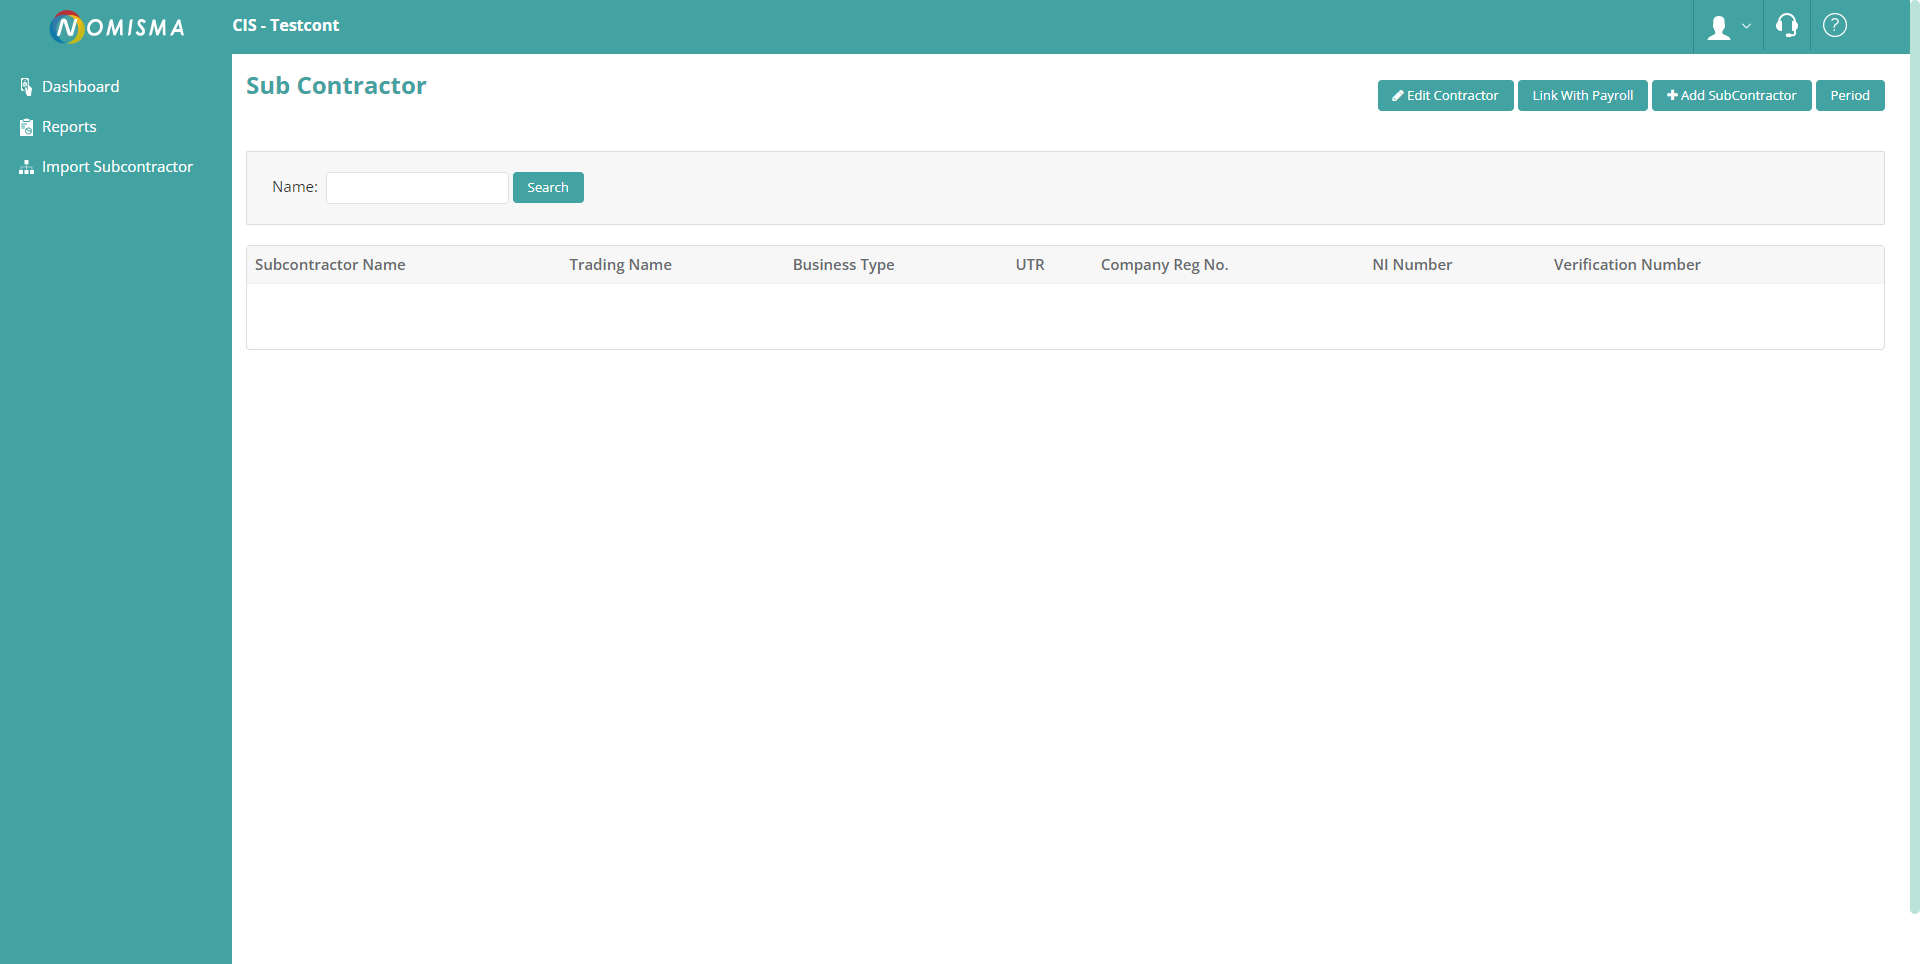 NOMISMA
CIS - Testcont
?
Dashboard
Reports
Import Subcontractor
Sub Contractor
Edit Contractor
Link With Payroll
Add SubContractor
Period
Name:
Search
Subcontractor Name Trading Name Business Type UTR Company Reg No. NI Number Verification Number